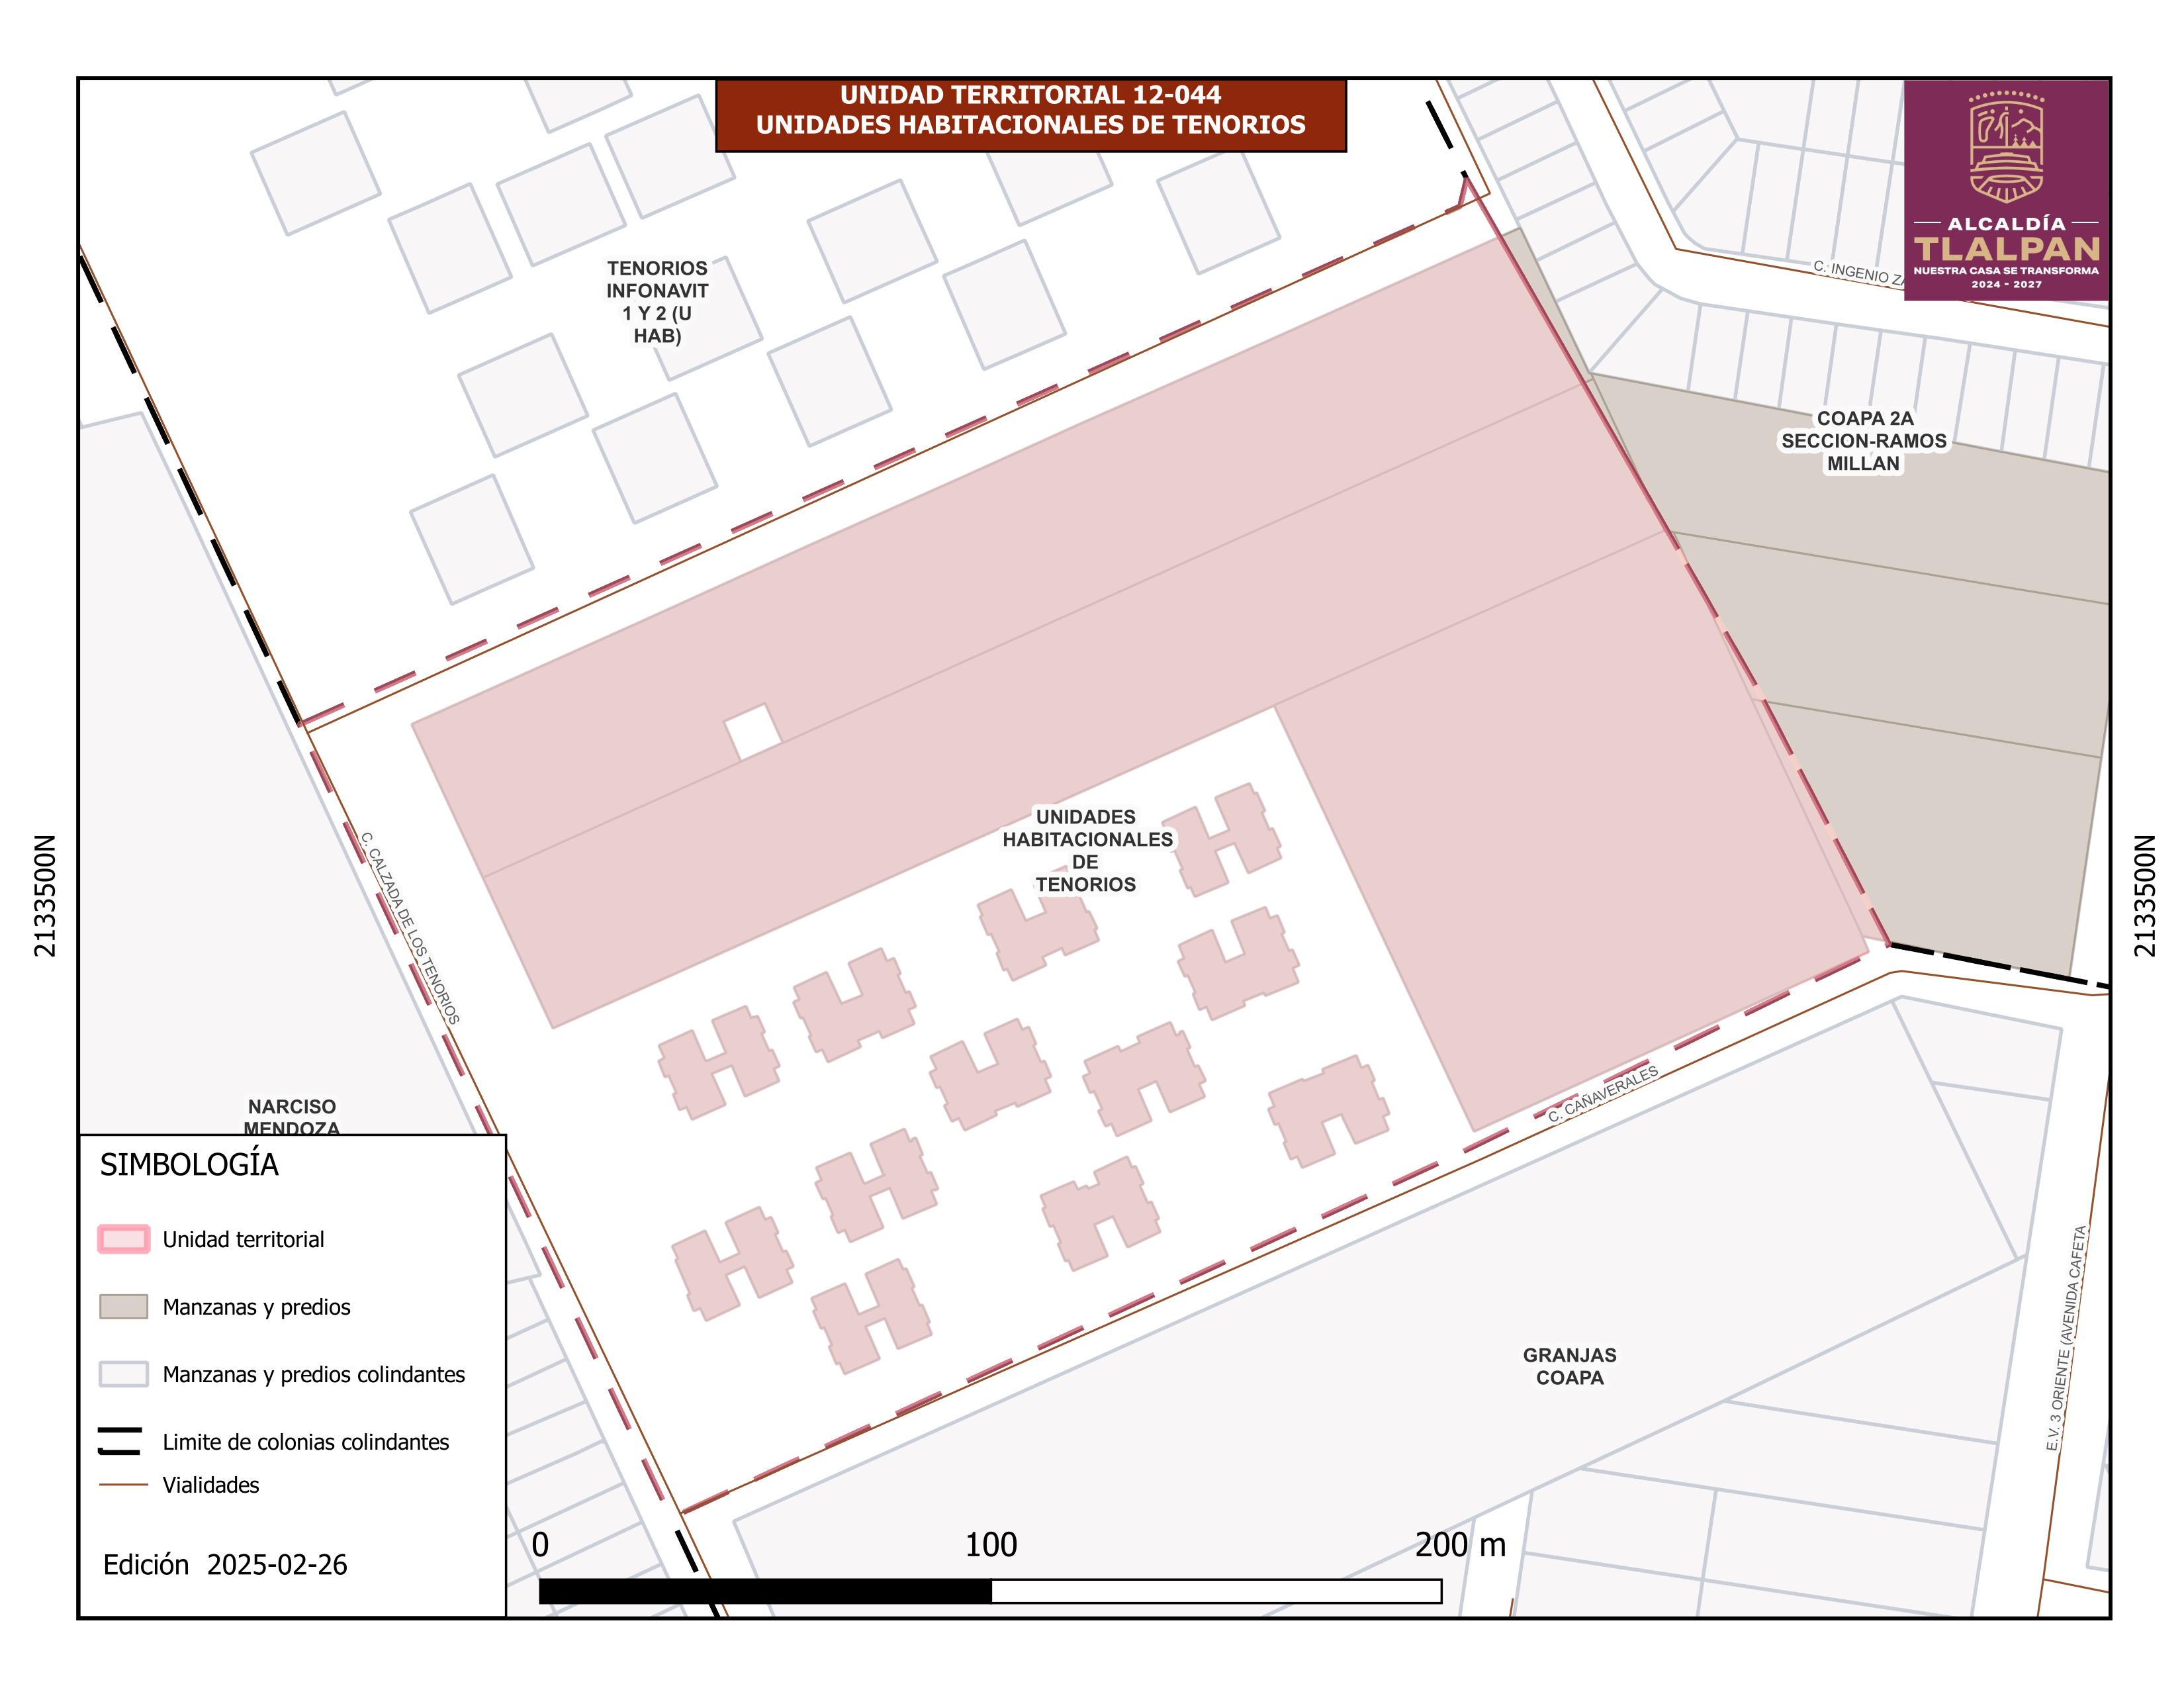 UNIDAD TERRITORIAL 12-044
UNIDADES HABITACIONALES DE TENORIOS
ALCALDÍA
TLALPAN
NUESTRA CASA SE TRANSFORMA
2024 - 2027
C. INGENIO
TENORIOS
INFONAVIT
1 Y 2 (U
HAB)
COAPA 2A
SECCION-RAMOS
MILLAN
UNIDADES
HABITACIONALES
DE
TENORIOS
2133500N
2133500N
C. CALZADA DE LOS TENORIOS
C. CAÑAVERALES
NARCISO
MENDOZA
GRANJAS
COAPA
E.V. 3 ORIENTE (AVENIDA CAFETA
SIMBOLOGÍA
Unidad territorial
Manzanas y predios
Manzanas y predios colindantes
Limite de colonias colindantes
Vialidades
Edición 2025-02-26
0 100 200 m